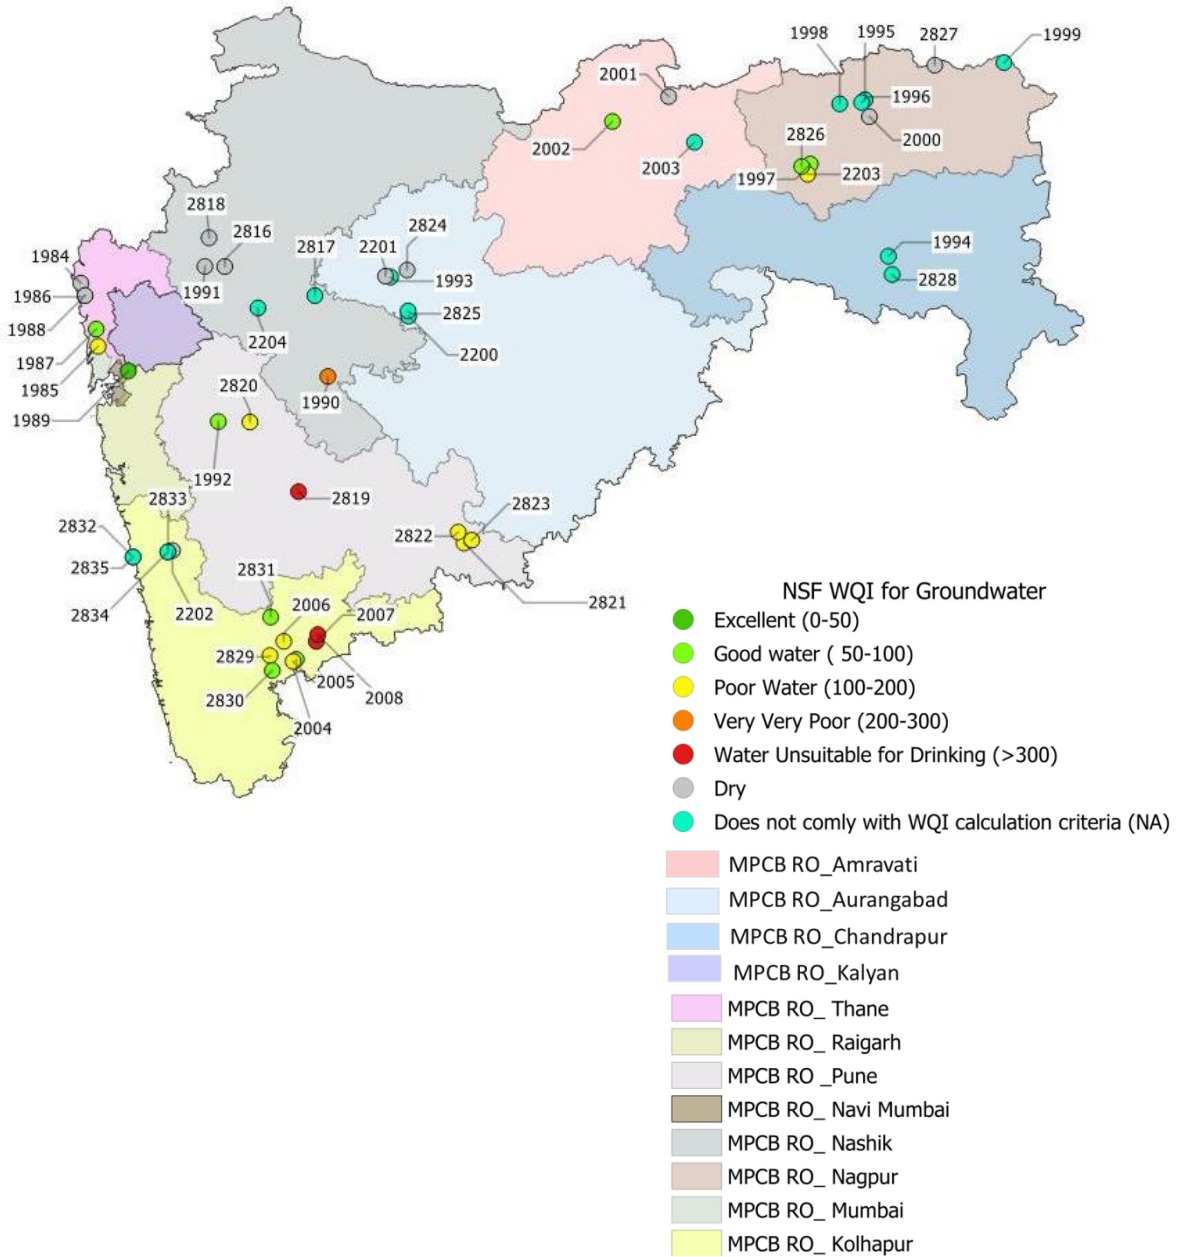 1998
1995
2827
1999
2001
1996
2002
2826
2000
2003
1997
2203
2818
2816
2817
2201
2824
1994
1984
1993
2828
1986
1991
2825
1988
2204
2200
1987
1985
2820
1990
1989
1992
2833
2819
2823
2832
2822
2835
2831
2834
2202
2006
2007
2821
2829
2005
2830
2008
2004
NSF WQI for Groundwater
Excellent (0-50)
Good water ( 50-100)
Poor Water (100-200)
Very Very Poor (200-300)
Water Unsuitable for Drinking (>300)
Dry
Does not comly with WQI calculation criteria (NA)
MPCB RO_Amravati
MPCB RO_Aurangabad
MPCB RO_Chandrapur
MPCB RO_Kalyan
MPCB RO_ Thane
MPCB RO_ Raigarh
MPCB RO _Pune
MPCB RO_ Navi Mumbai
MPCB RO_ Nashik
MPCB RO_ Nagpur
MPCB RO_ Mumbai
MPCB RO_ Kolhapur